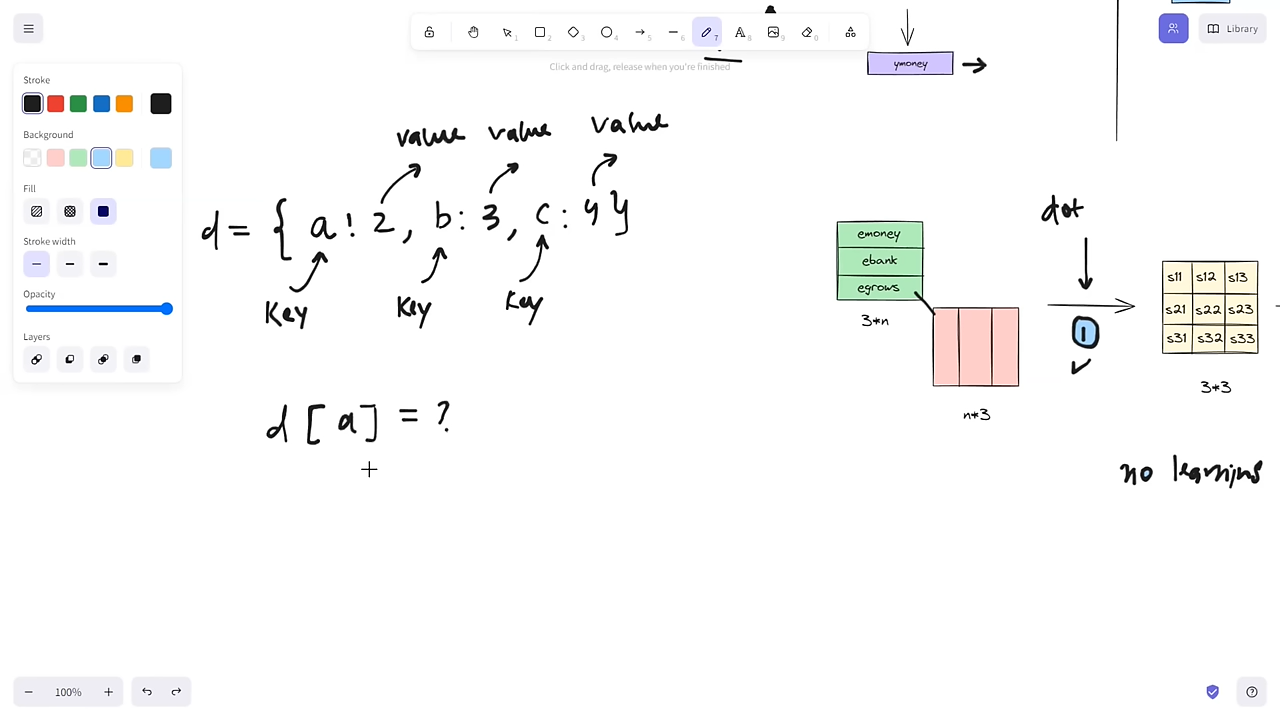 Library
Click and drag, release when you're finished
ymoney
Stroke
Background
Fill
Stroke width
Opacity
Layers
value value value
d = { a : 2, b : 3, c : 4 }
Key Key Key
d [ a ] = ?
emoney
ebank
egrows
3*n
n*3
dot
1
s11 s12 s13
s21 s22 s23
s31 s32 s33
3*3
no learning
100%